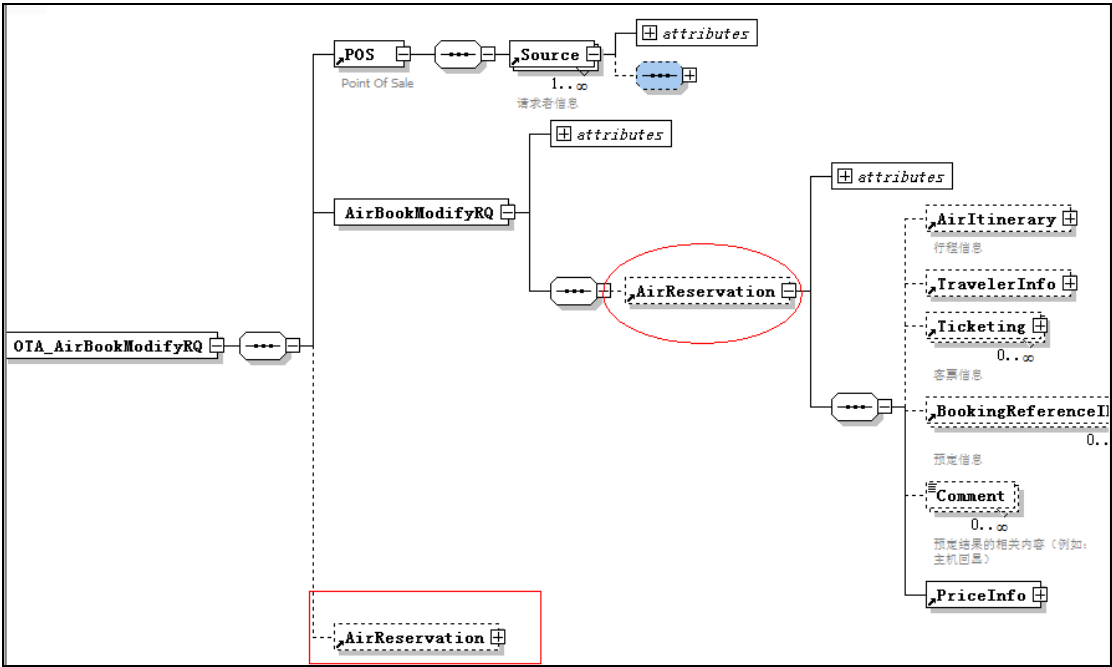 attributes
POS
Source
Point Of Sale
1..∞
请求者信息
attributes
attributes
AirBookModifyRQ
AirItinerary
行程信息
AirReservation
TravelerInfo
Ticketing
0..∞
OTA_AirBookModifyRQ
客票信息
BookingReferenceI
0..
预定信息
Comment
0..∞
预定结果的相关内容（例如：
主机回显）
PriceInfo
AirReservation